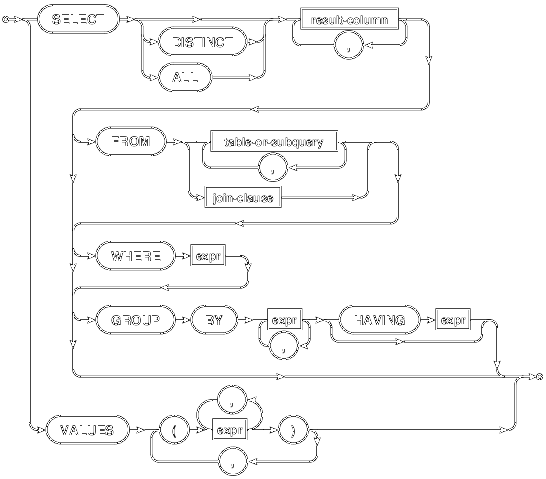 SELECT result-column
DISTINCT ,
ALL
FROM table-or-subquery
,
join-clause
WHERE expr
GROUP BY expr HAVING expr
,
,
VALUES ( expr )
,